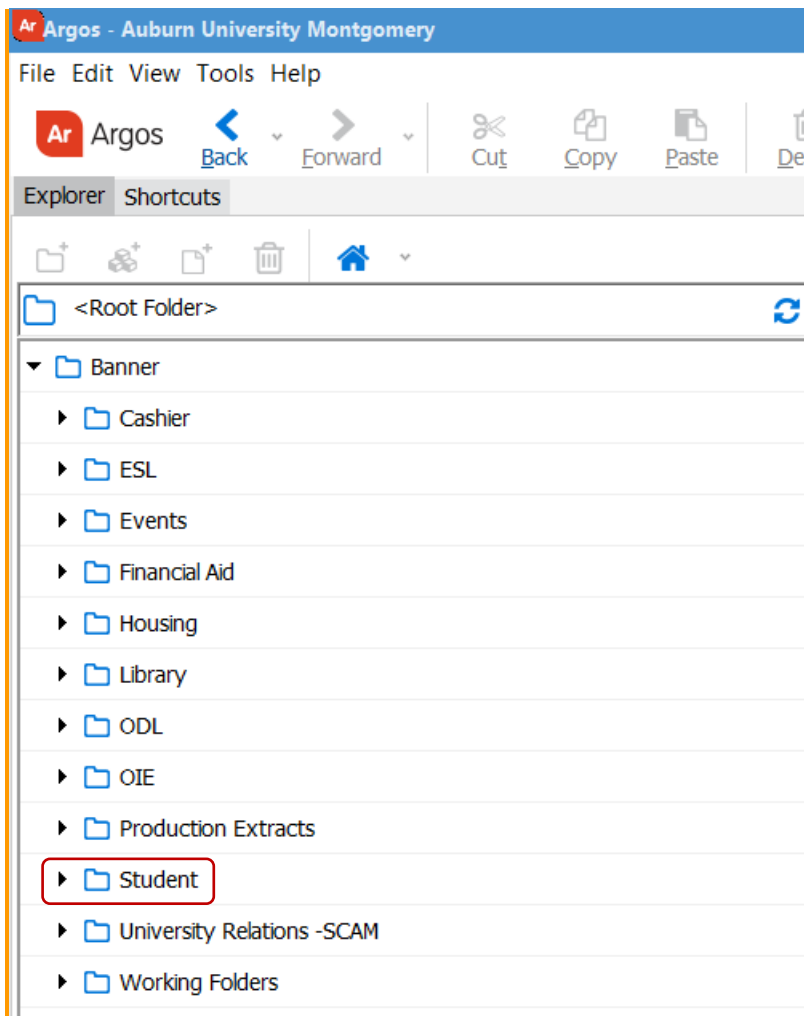 Ar Argos - Auburn University Montgomery
File Edit View Tools Help
Ar Argos Back Forward Cut Copy Paste
Explorer Shortcuts
<Root Folder>
Banner
Cashier
ESL
Events
Financial Aid
Housing
Library
ODL
OIE
Production Extracts
Student
University Relations -SCAM
Working Folders